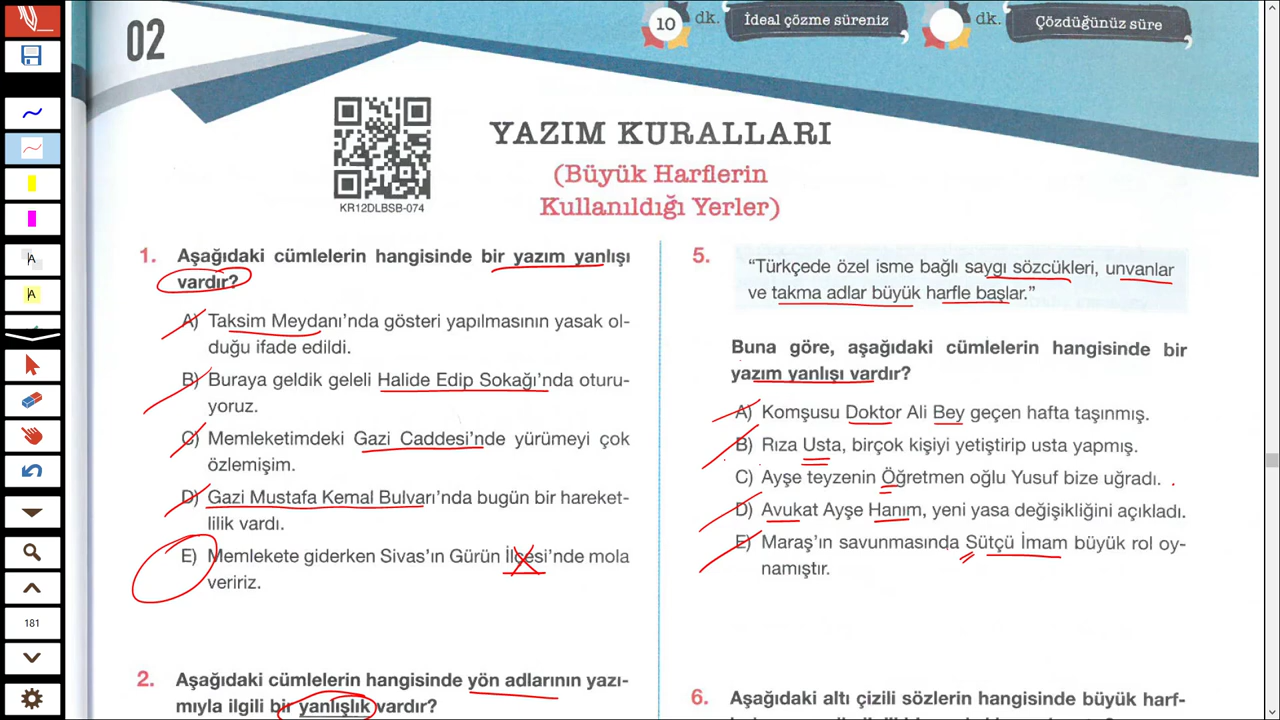 02
10 dk. İdeal çözme süreniz
dk. Çözdüğünüz süre
KR12DLBSB-074
YAZIM KURALLARI
(Büyük Harflerin
Kullanıldığı Yerler)
1. Aşağıdaki cümlelerin hangisinde bir yazım yanlışı
vardır?
A) Taksim Meydanı’nda gösteri yapılmasının yasak ol-
duğu ifade edildi.
B) Buraya geldik geleli Halide Edip Sokağı’nda oturu-
yoruz.
C) Memleketimdeki Gazi Caddesi’nde yürümeyi çok
özlemişim.
D) Gazi Mustafa Kemal Bulvarı’nda bugün bir hareket-
lilik vardı.
E) Memlekete giderken Sivas’ın Gürün İlçesi’nde mola
veririz.
2. Aşağıdaki cümlelerin hangisinde yön adlarının yazı-
mıyla ilgili bir yanlışlık vardır?
5. “Türkçede özel isme bağlı saygı sözcükleri, unvanlar
ve takma adlar büyük harfle başlar.”
Buna göre, aşağıdaki cümlelerin hangisinde bir
yazım yanlışı vardır?
A) Komşusu Doktor Ali Bey geçen hafta taşınmış.
B) Rıza Usta, birçok kişiyi yetiştirip usta yapmış.
C) Ayşe teyzenin Öğretmen oğlu Yusuf bize uğradı.
D) Avukat Ayşe Hanım, yeni yasa değişikliğini açıkladı.
E) Maraş’ın savunmasında Sütçü İmam büyük rol oy-
namıştır.
6. Aşağıdaki altı çizili sözlerin hangisinde büyük harf-
A
A
181